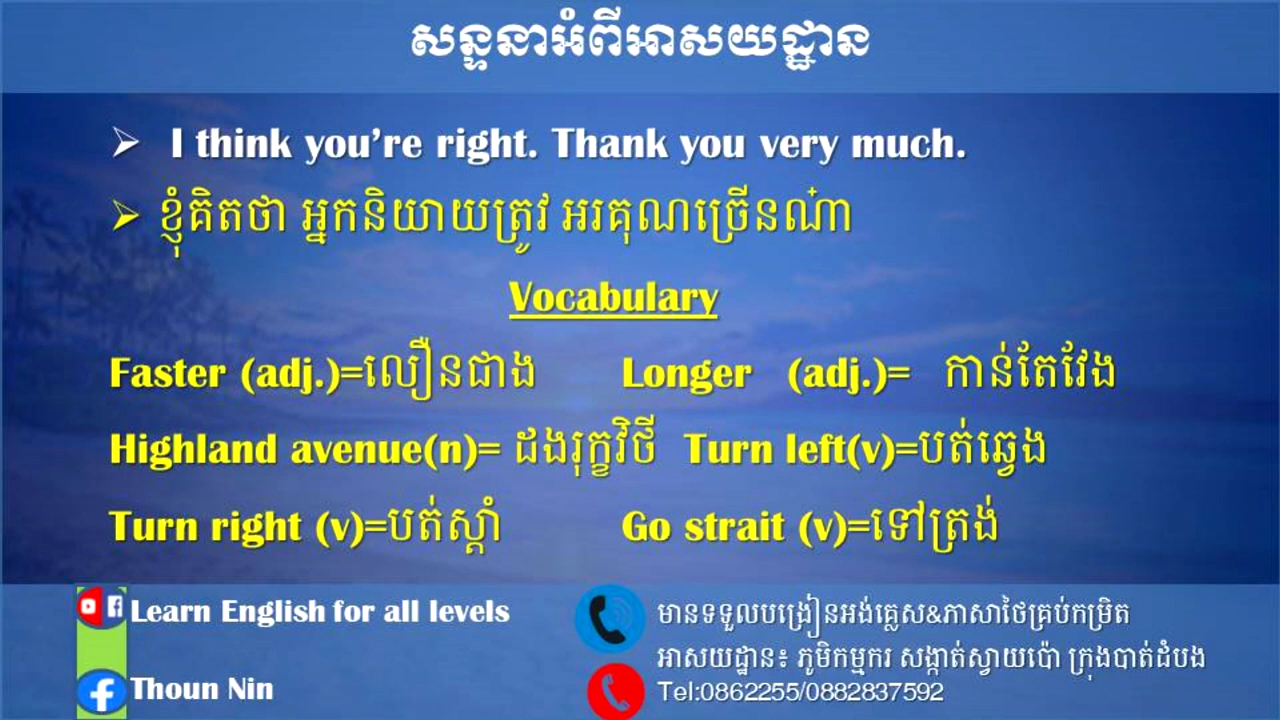 សន្ទនាអំពីអាសយដ្ឋាន
➢ I think you’re right. Thank you very much.
➢ ខ្ញុំគិតថា អ្នកនិយាយត្រូវ អរគុណច្រើនណ៎ា
Vocabulary
Faster (adj.)=លឿនជាង Longer (adj.)= កាន់តែវែង
Highland avenue(n)= ដងរុក្ខវិថី Turn left(v)=បត់ឆ្វេង
Turn right (v)=បត់ស្តាំ Go strait (v)=ទៅត្រង់
Learn English for all levels
មានទទួលបង្រៀនអង់គ្លេស&ភាសាថៃគ្រប់កម្រិត
អាសយដ្ឋាន៖ ភូមិកម្មករ សង្កាត់ស្វាយប៉ោ ក្រុងបាត់ដំបង
Thoun Nin
Tel:0862255/0882837592